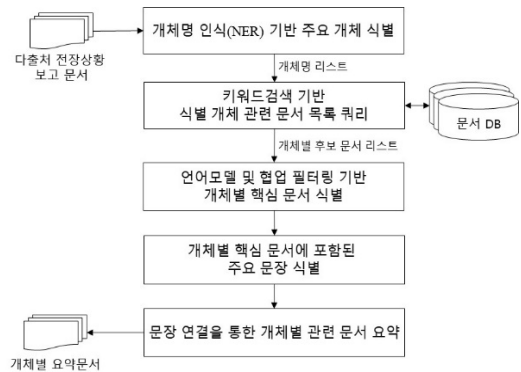 개체명 인식(NER) 기반 주요 개체 식별
다출처 전장상황
보고 문서
개체명 리스트
키워드검색 기반
식별 개체 관련 문서 목록 쿼리
문서 DB
개체별 후보 문서 리스트
언어모델 및 협업 필터링 기반
개체별 핵심 문서 식별
개체별 핵심 문서에 포함된
주요 문장 식별
문장 연결을 통한 개체별 관련 문서 요약
개체별 요약문서